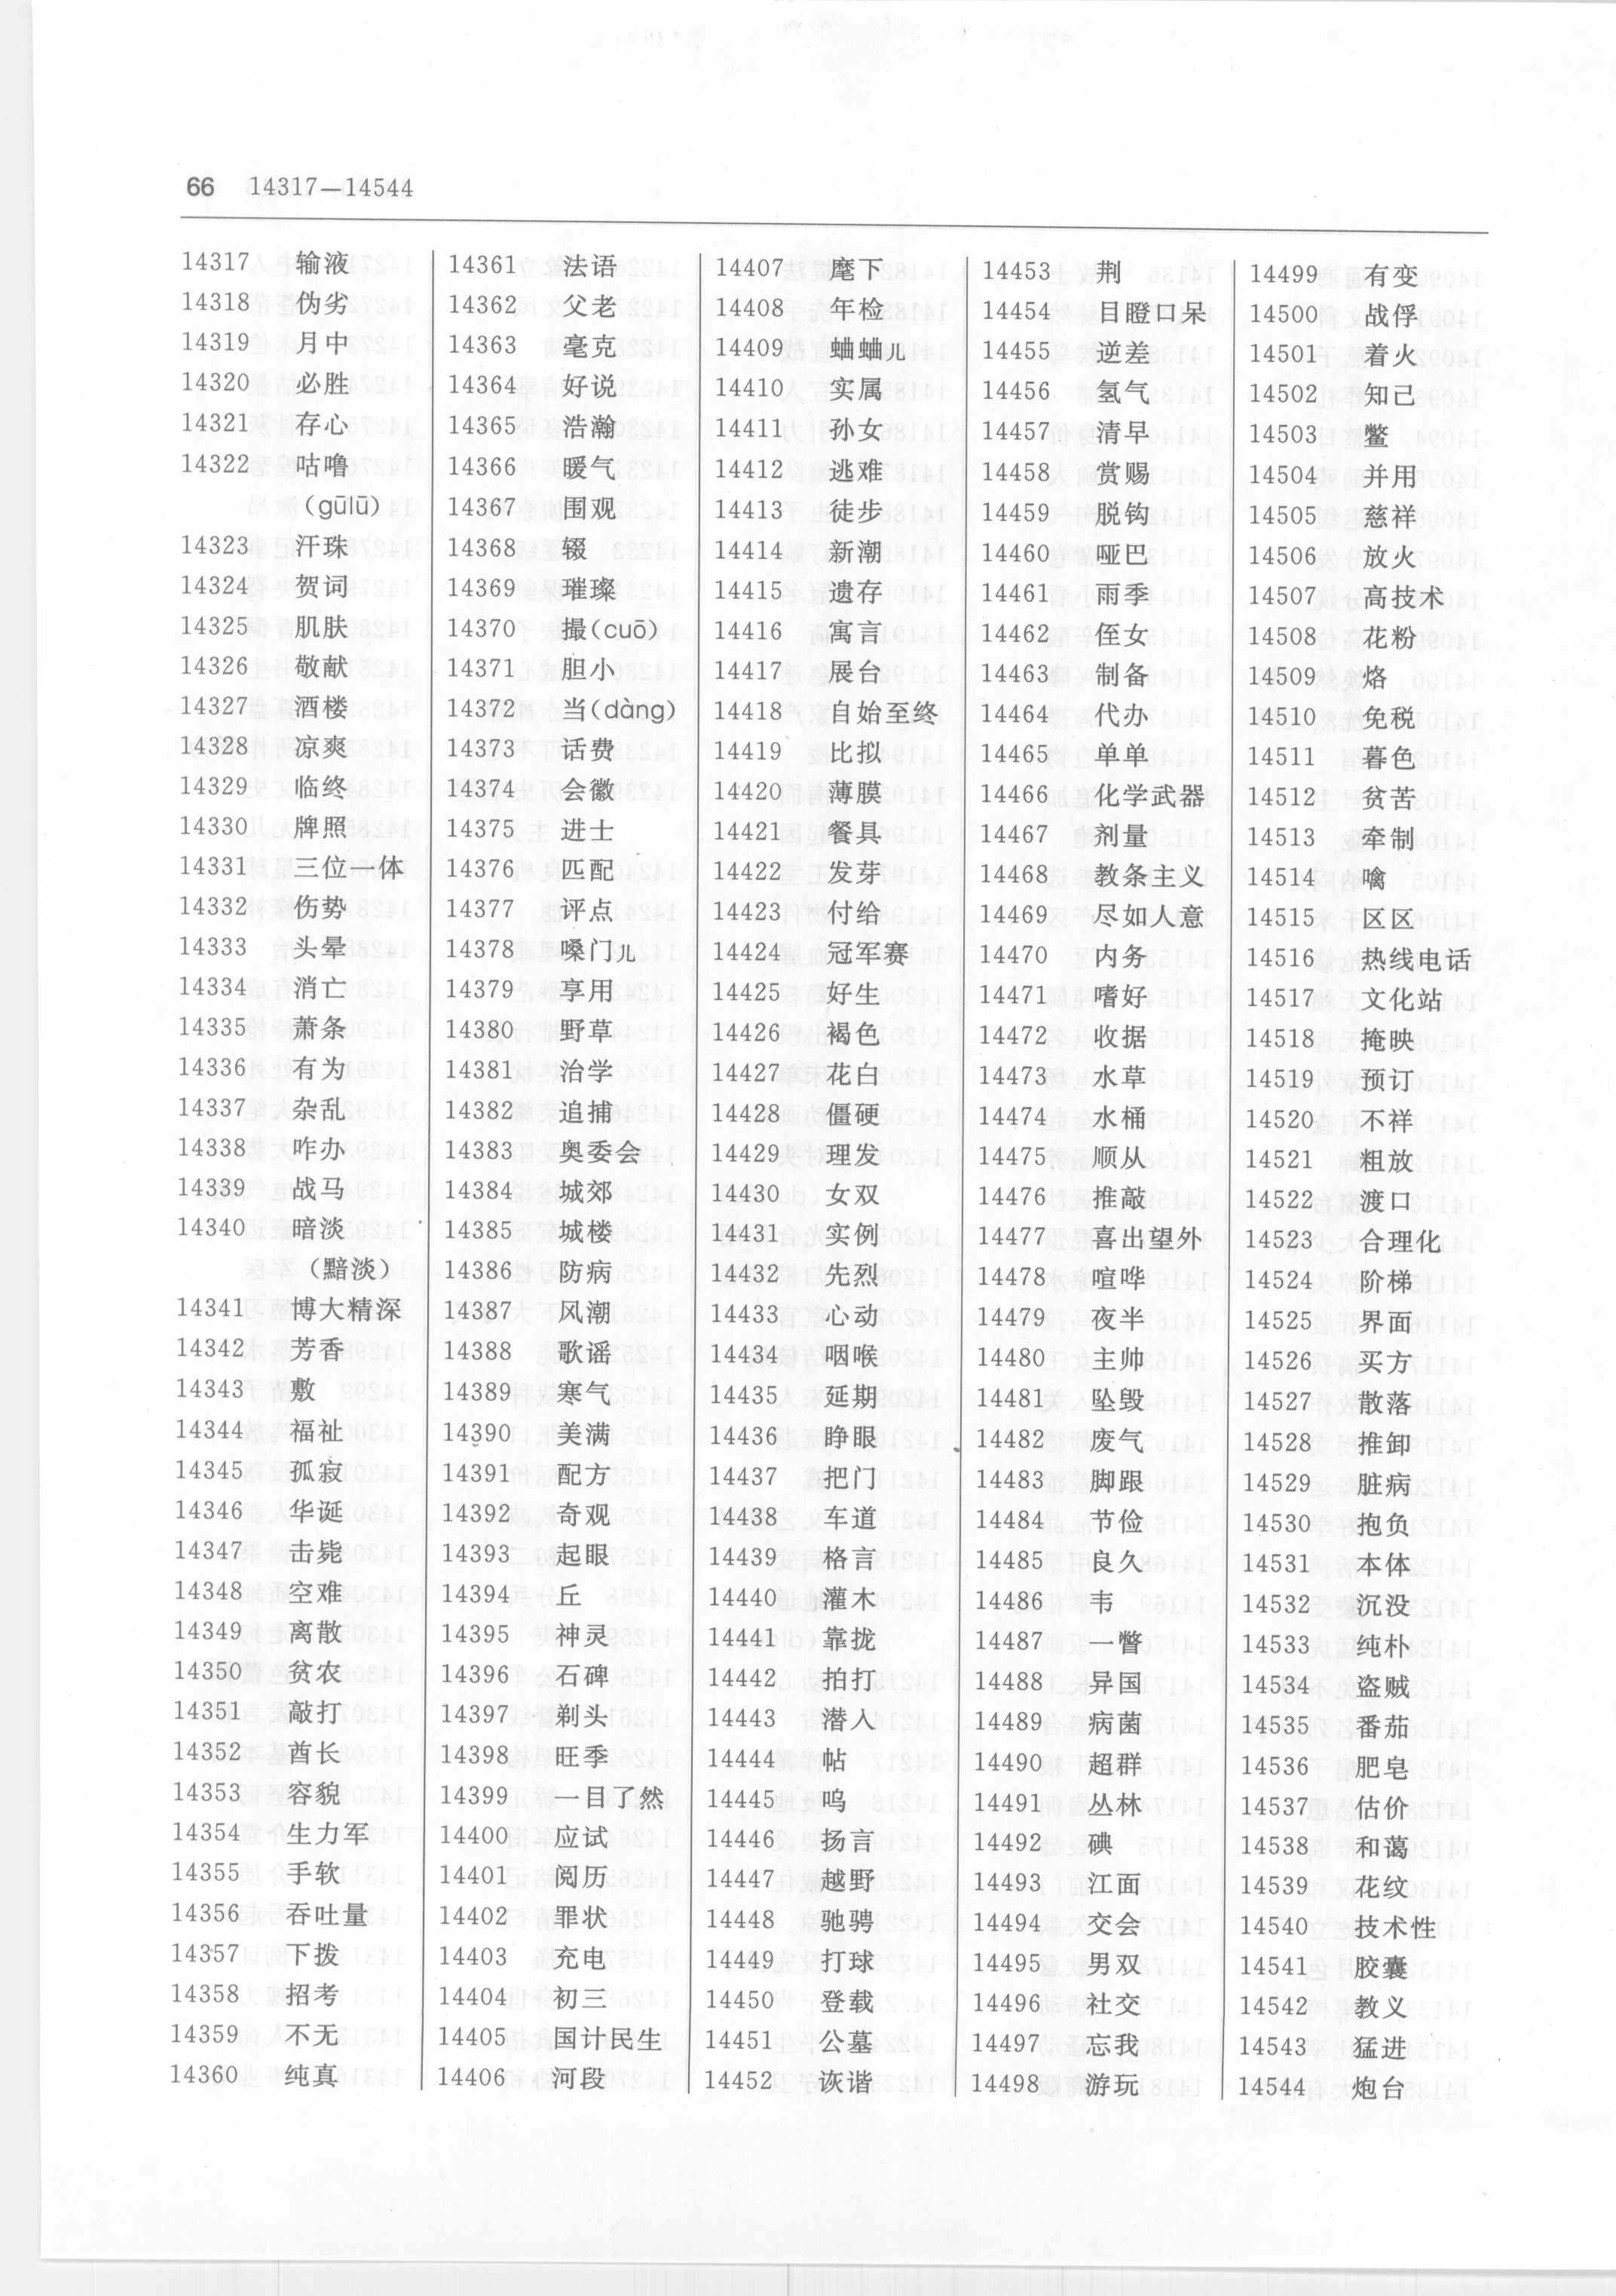 66 14317—14544
14317 输液
14318 伪劣
14319 月中
14320 必胜
14321 存心
14322 咕噜
(gūlū)
14323 汗珠
14324 贺词
14325 肌肤
14326 敬献
14327 酒楼
14328 凉爽
14329 临终
14330 牌照
14331 三位一体
14332 伤势
14333 头晕
14334 消亡
14335 萧条
14336 有为
14337 杂乱
14338 咋办
14339 战马
14340 暗淡
(黯淡)
14341 博大精深
14342 芳香
14343 敷
14344 福祉
14345 孤寂
14346 华诞
14347 击毙
14348 空难
14349 离散
14350 贫农
14351 敲打
14352 酋长
14353 容貌
14354 生力军
14355 手软
14356 吞吐量
14357 下拨
14358 招考
14359 不无
14360 纯真
14361 法语
14362 父老
14363 毫克
14364 好说
14365 浩瀚
14366 暖气
14367 围观
14368 辍
14369 璀璨
14370 撮(cuō)
14371 胆小
14372 当(dàng)
14373 话费
14374 会徽
14375 进士
14376 匹配
14377 评点
14378 嗓门儿
14379 享用
14380 野草
14381 治学
14382 追捕
14383 奥委会
14384 城郊
14385 城楼
14386 防病
14387 风潮
14388 歌谣
14389 寒气
14390 美满
14391 配方
14392 奇观
14393 起眼
14394 丘
14395 神灵
14396 石碑
14397 剃头
14398 旺季
14399 一目了然
14400 应试
14401 阅历
14402 罪状
14403 充电
14404 初三
14405 国计民生
14406 河段
14407 麾下
14408 年检
14409 蛐蛐儿
14410 实属
14411 孙女
14412 逃难
14413 徒步
14414 新潮
14415 遗存
14416 寓言
14417 展台
14418 自始至终
14419 比拟
14420 薄膜
14421 餐具
14422 发芽
14423 付给
14424 冠军赛
14425 好生
14426 褐色
14427 花白
14428 僵硬
14429 理发
14430 女双
14431 实例
14432 先烈
14433 心动
14434 咽喉
14435 延期
14436 睁眼
14437 把门
14438 车道
14439 格言
14440 灌木
14441 靠拢
14442 拍打
14443 潜入
14444 帖
14445 呜
14446 扬言
14447 越野
14448 驰骋
14449 打球
14450 登载
14451 公墓
14452 诙谐
14453 荆
14454 目瞪口呆
14455 逆差
14456 氢气
14457 清早
14458 赏赐
14459 脱钩
14460 哑巴
14461 雨季
14462 侄女
14463 制备
14464 代办
14465 单单
14466 化学武器
14467 剂量
14468 教条主义
14469 尽如人意
14470 内务
14471 嗜好
14472 收据
14473 水草
14474 水桶
14475 顺从
14476 推敲
14477 喜出望外
14478 喧哗
14479 夜半
14480 主帅
14481 坠毁
14482 废气
14483 脚跟
14484 节俭
14485 良久
14486 韦
14487 一瞥
14488 异国
14489 病菌
14490 超群
14491 丛林
14492 碘
14493 江面
14494 交会
14495 男双
14496 社交
14497 忘我
14498 游玩
14499 有变
14500 战俘
14501 着火
14502 知己
14503 鳖
14504 并用
14505 慈祥
14506 放火
14507 高技术
14508 花粉
14509 烙
14510 免税
14511 暮色
14512 贫苦
14513 牵制
14514 噙
14515 区区
14516 热线电话
14517 文化站
14518 掩映
14519 预订
14520 不祥
14521 粗放
14522 渡口
14523 合理化
14524 阶梯
14525 界面
14526 买方
14527 散落
14528 推卸
14529 脏病
14530 抱负
14531 本体
14532 沉没
14533 纯朴
14534 盗贼
14535 番茄
14536 肥皂
14537 估价
14538 和蔼
14539 花纹
14540 技术性
14541 胶囊
14542 教义
14543 猛进
14544 炮台